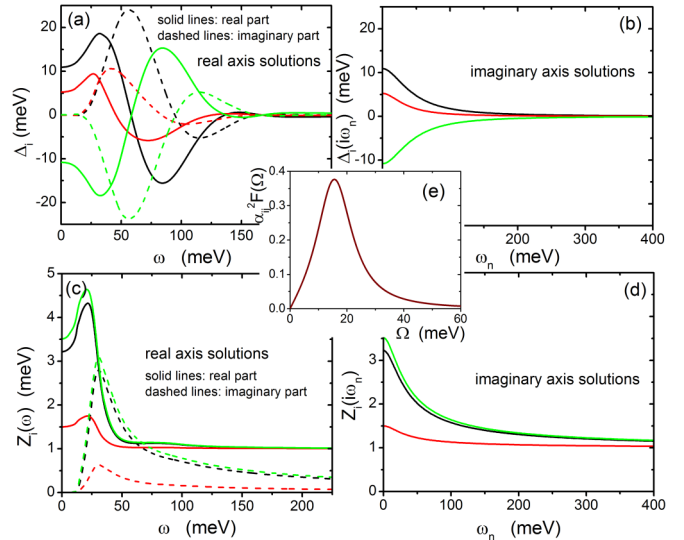 (a)
solid lines: real part
dashed lines: imaginary part
real axis solutions
20
10
0
-10
-20
Δi (meV)
0
50
100
150
ω (meV)
(b)
imaginary axis solutions
20
10
0
-10
Δi(iωn) (meV)
200
300
400
ωn (meV)
(e)
αij²F(Ω)
0.4
0.3
0.2
0.1
0.0
0
20
40
60
Ω (meV)
(c)
real axis solutions
solid lines: real part
dashed lines: imaginary part
5
4
3
2
1
0
Zi(ω) (meV)
0
50
100
150
200
ω (meV)
(d)
imaginary axis solutions
3
2
1
0
Zi(iωn)
0
100
200
300
400
ωn (meV)